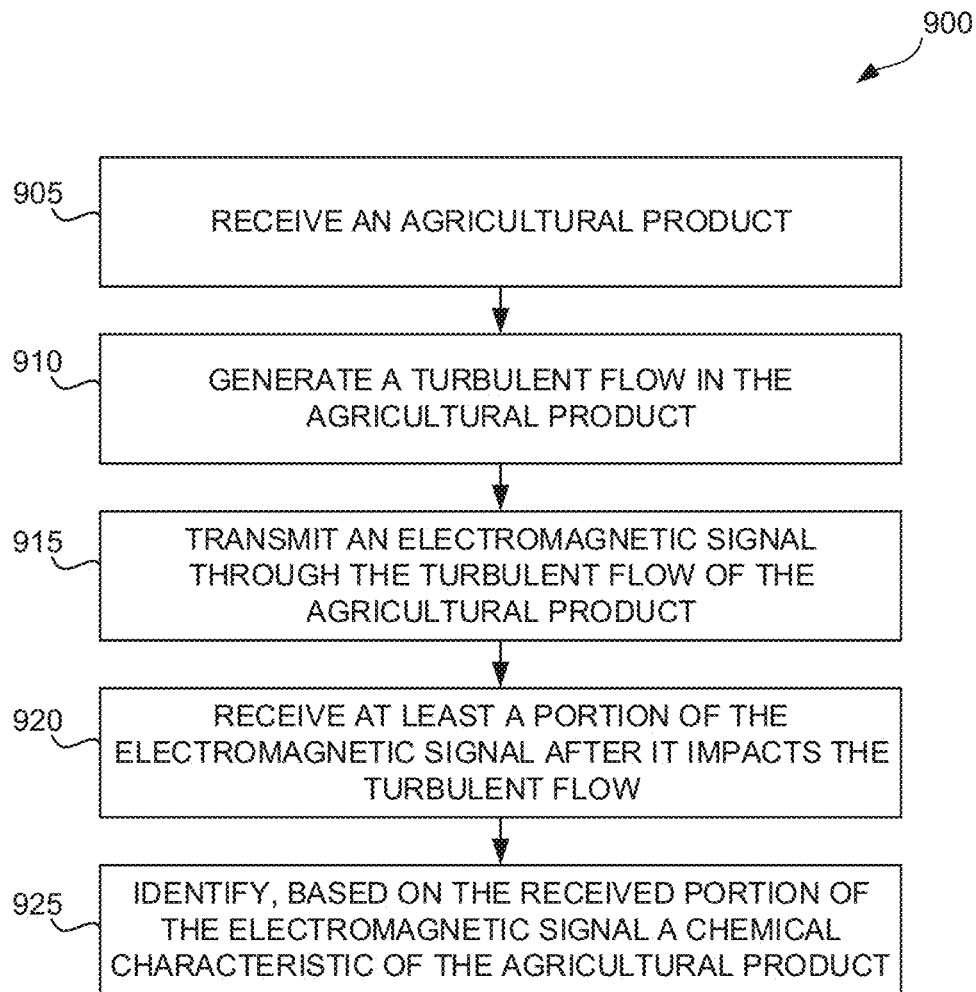 900
905
RECEIVE AN AGRICULTURAL PRODUCT
910
GENERATE A TURBULENT FLOW IN THE
AGRICULTURAL PRODUCT
915
TRANSMIT AN ELECTROMAGNETIC SIGNAL
THROUGH THE TURBULENT FLOW OF THE
AGRICULTURAL PRODUCT
920
RECEIVE AT LEAST A PORTION OF THE
ELECTROMAGNETIC SIGNAL AFTER IT IMPACTS THE
TURBULENT FLOW
925
IDENTIFY, BASED ON THE RECEIVED PORTION OF
THE ELECTROMAGNETIC SIGNAL A CHEMICAL
CHARACTERISTIC OF THE AGRICULTURAL PRODUCT